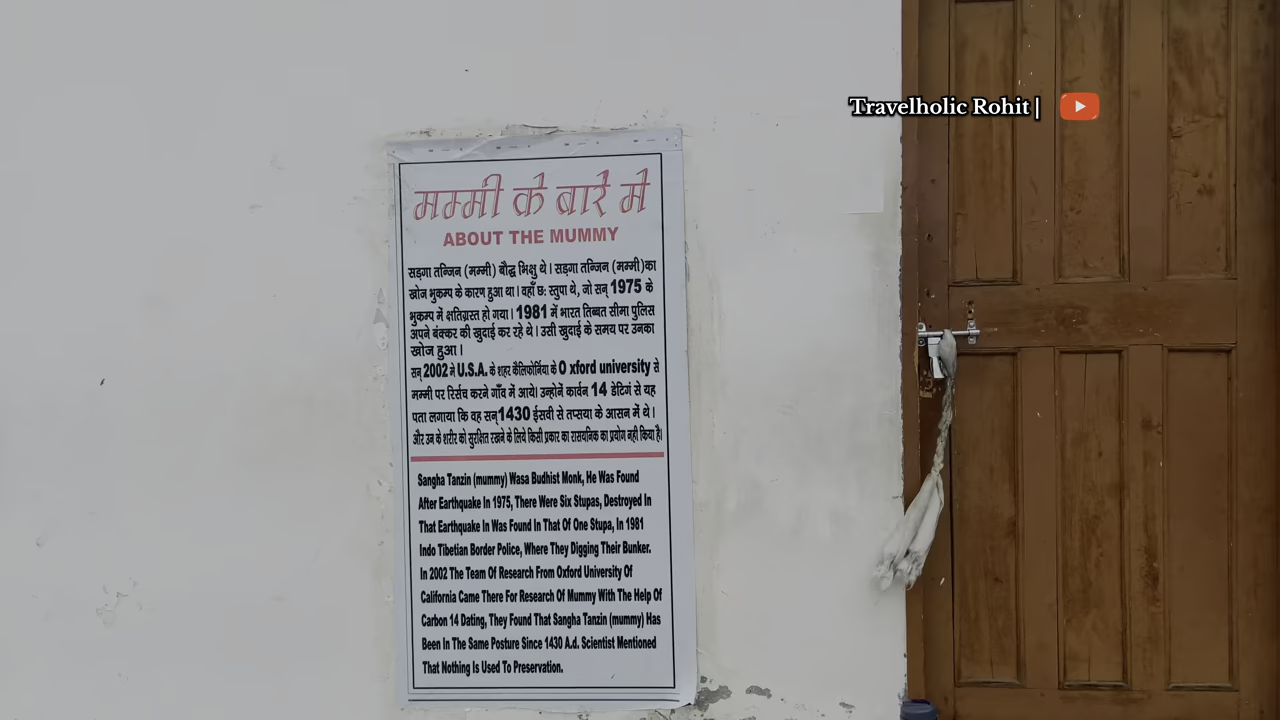 Travelholic Rohit |
मम्मी के बारे मे
ABOUT THE MUMMY
सड़गा तन्जिन (मम्मी) बौद्ध भिक्षु थे। सड़गा तन्जिन (मम्मी)का
खोज भुकम्प के कारण हुआ था। वहाँ छ: स्तुपा थे, जो सन् 1975 के
भुकम्प में क्षतिग्रस्त हो गया। 1981 में भारत तिब्बत सीमा पुलिस
अपने बंक्कर की खुदाई कर रहे थे। उसी खुदाई के समय पर उनका
खोज हुआ।
सन् 2002 ने U.S.A. के शहर कैलिफोर्निया के O xford university से
मम्मी पर रिर्सच करने गाँव में आये। उन्होनें कार्वन 14 डेटिगं से यह
पता लगाया कि वह सन्1430 ईसवी से तप्सया के आसन में थे।
और उन के शरीर को सुरक्षित रखने के लिये किसी प्रकार का रासयनिक का प्रयोग नही किया है।
Sangha Tanzin (mummy) Wasa Budhist Monk, He Was Found
After Earthquake In 1975, There Were Six Stupas, Destroyed In
That Earthquake In Was Found In That Of One Stupa, In 1981
Indo Tibetian Border Police, Where They Digging Their Bunker.
In 2002 The Team Of Research From Oxford University Of
California Came There For Research Of Mummy With The Help Of
Carbon 14 Dating, They Found That Sangha Tanzin (mummy) Has
Been In The Same Posture Since 1430 A.d. Scientist Mentioned
That Nothing Is Used To Preservation.